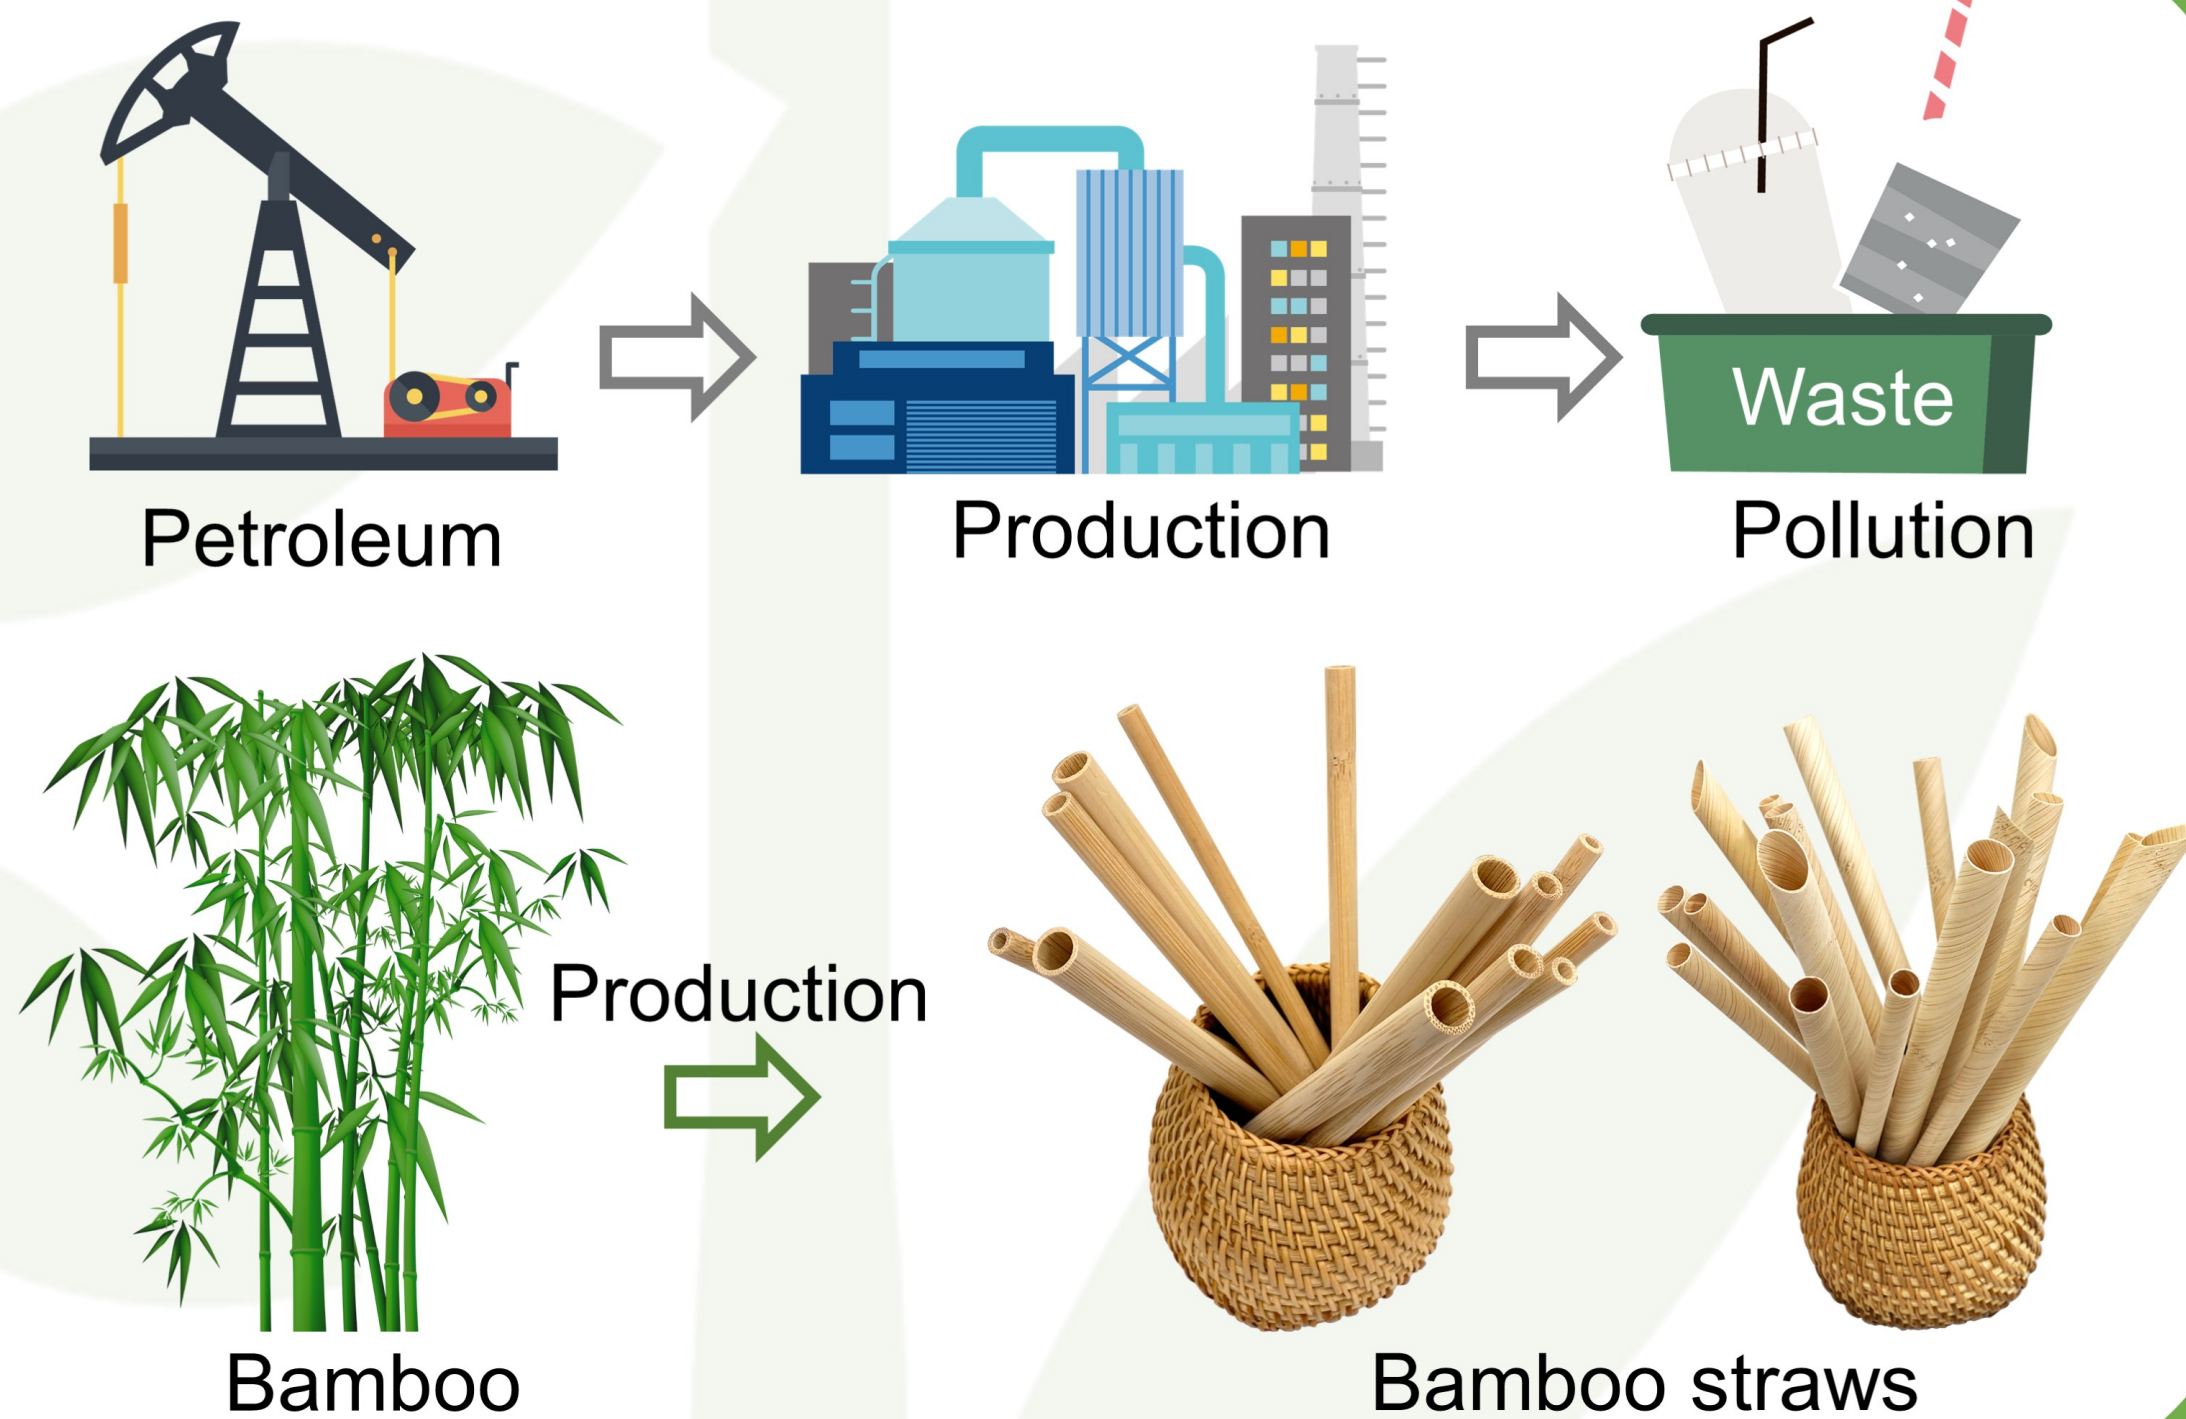 Waste
Petroleum
Production
Pollution
Production
Bamboo
Bamboo straws